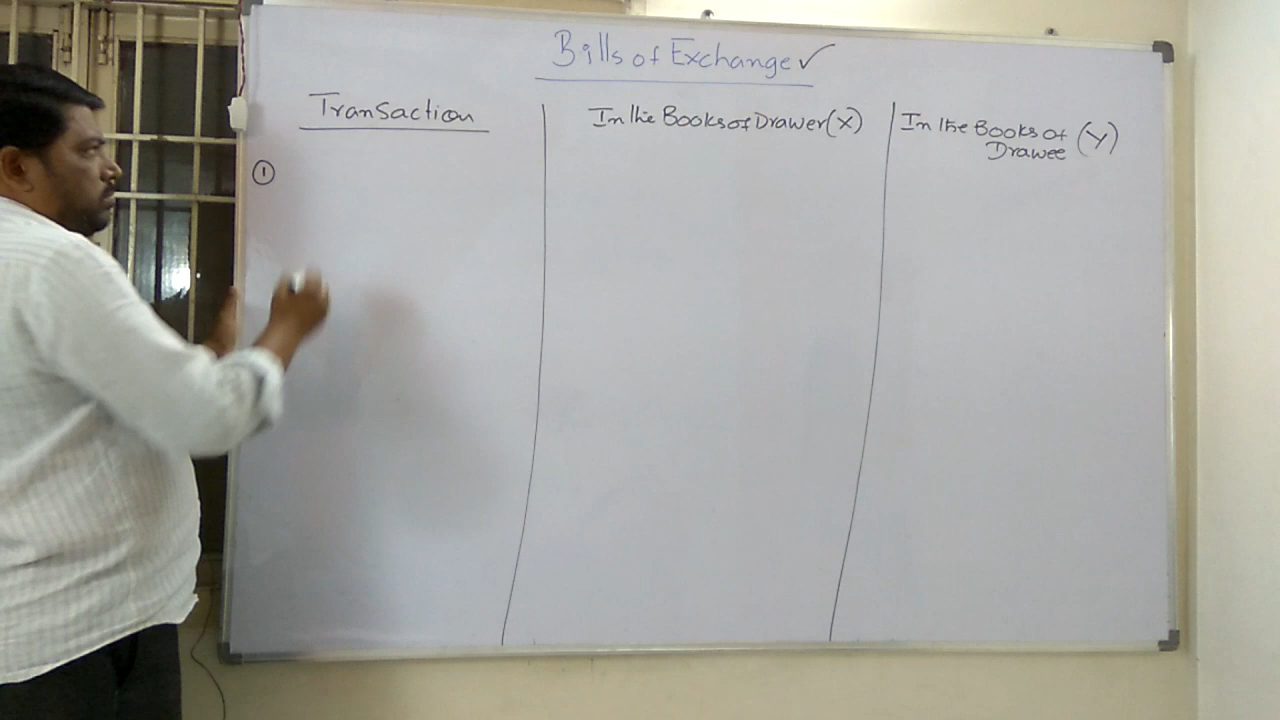 Bills of Exchange ✓
Transaction
In the Books of Drawer (X)
In the Books of (Y)
Drawee
①